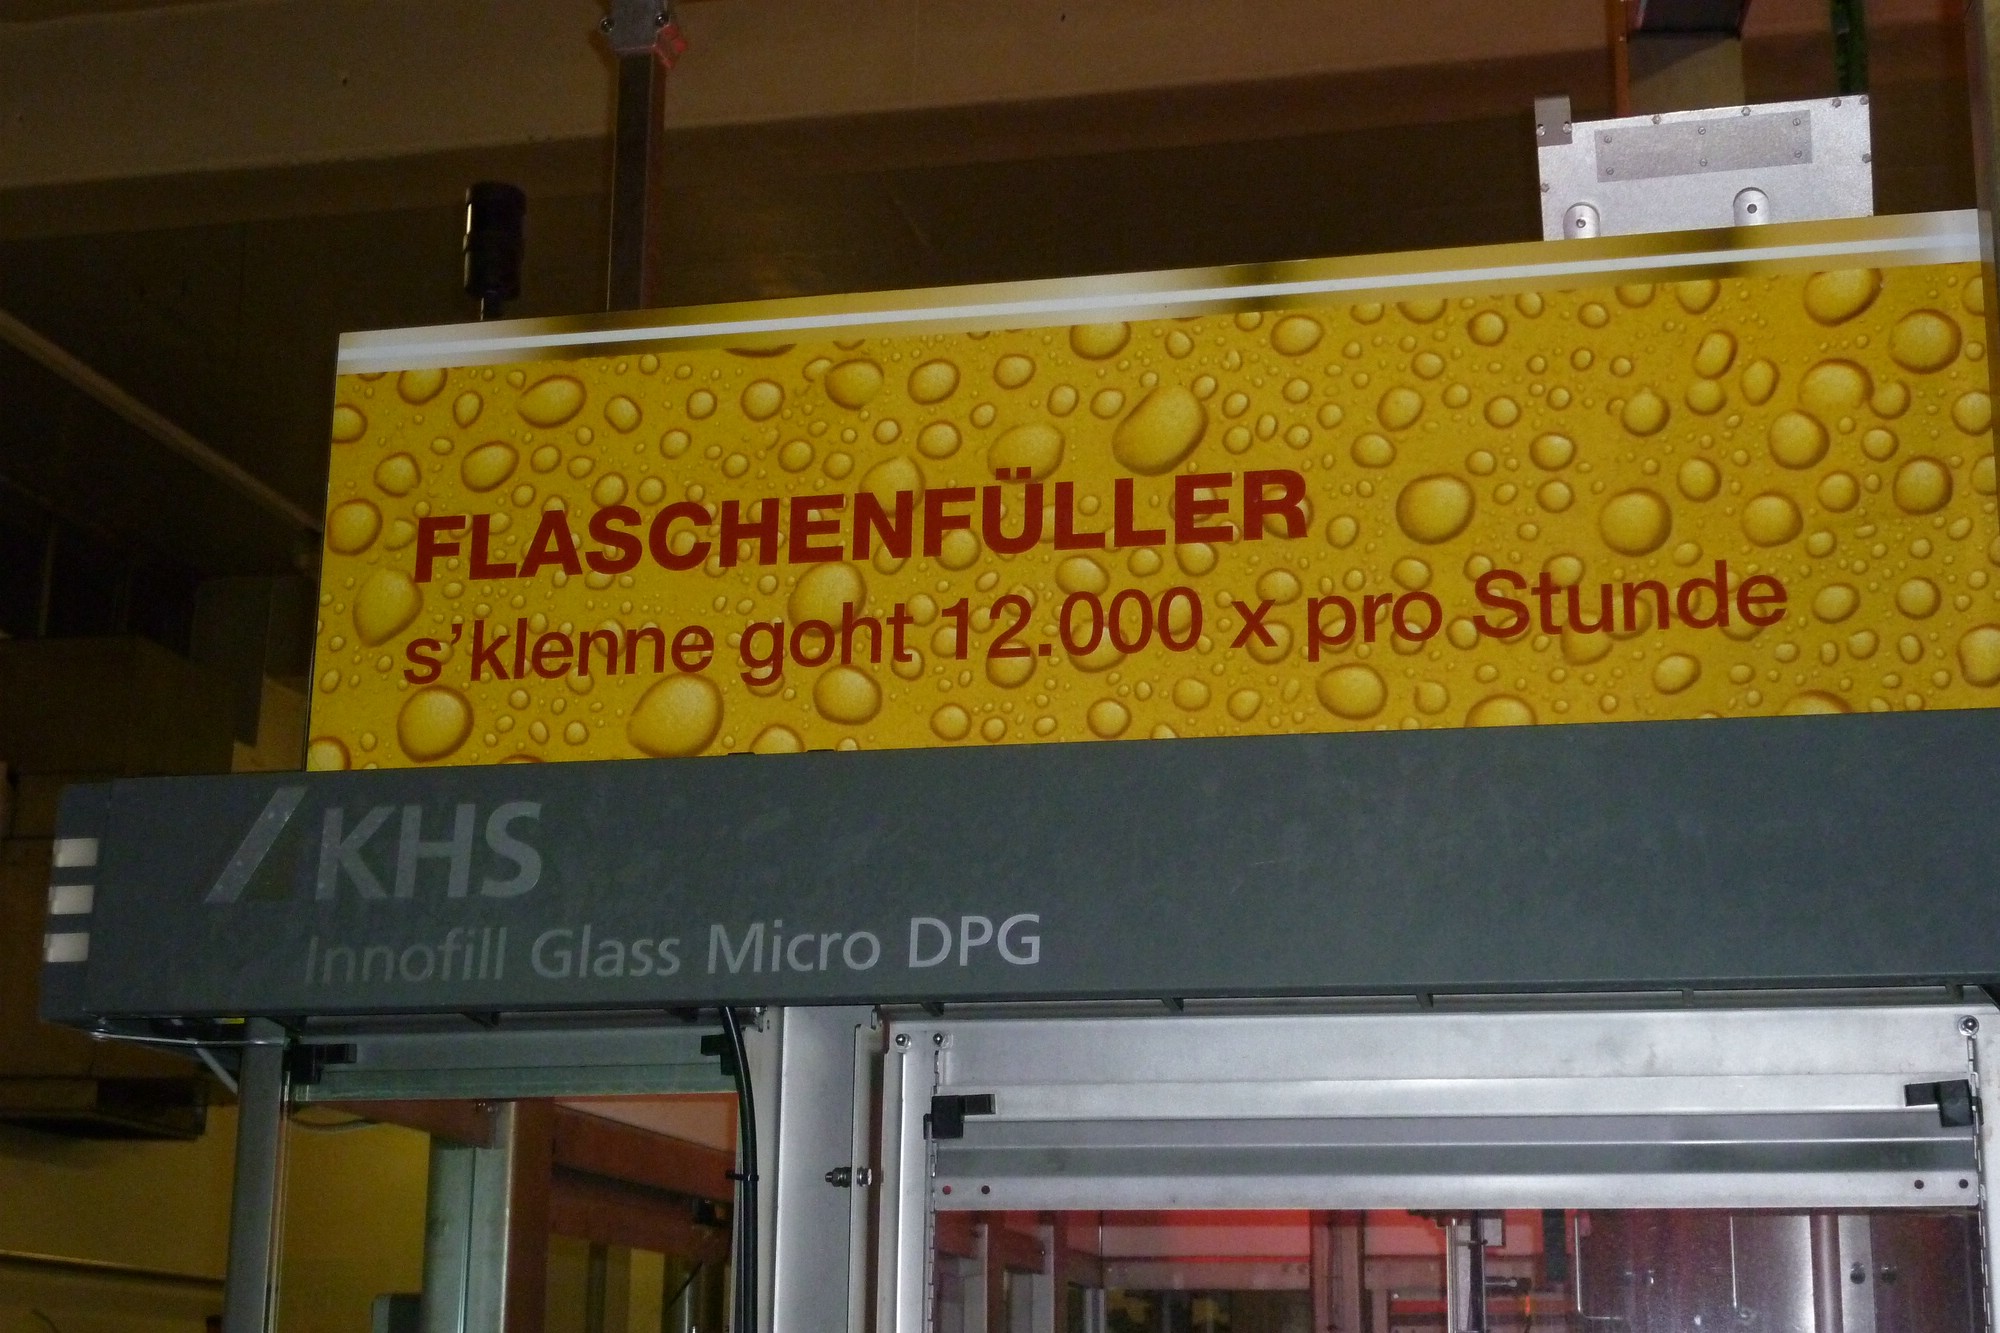 FLASCHENFÜLLER
s'klenne goht 12.000 x pro Stunde
KHS
Innofill Glass Micro DPG